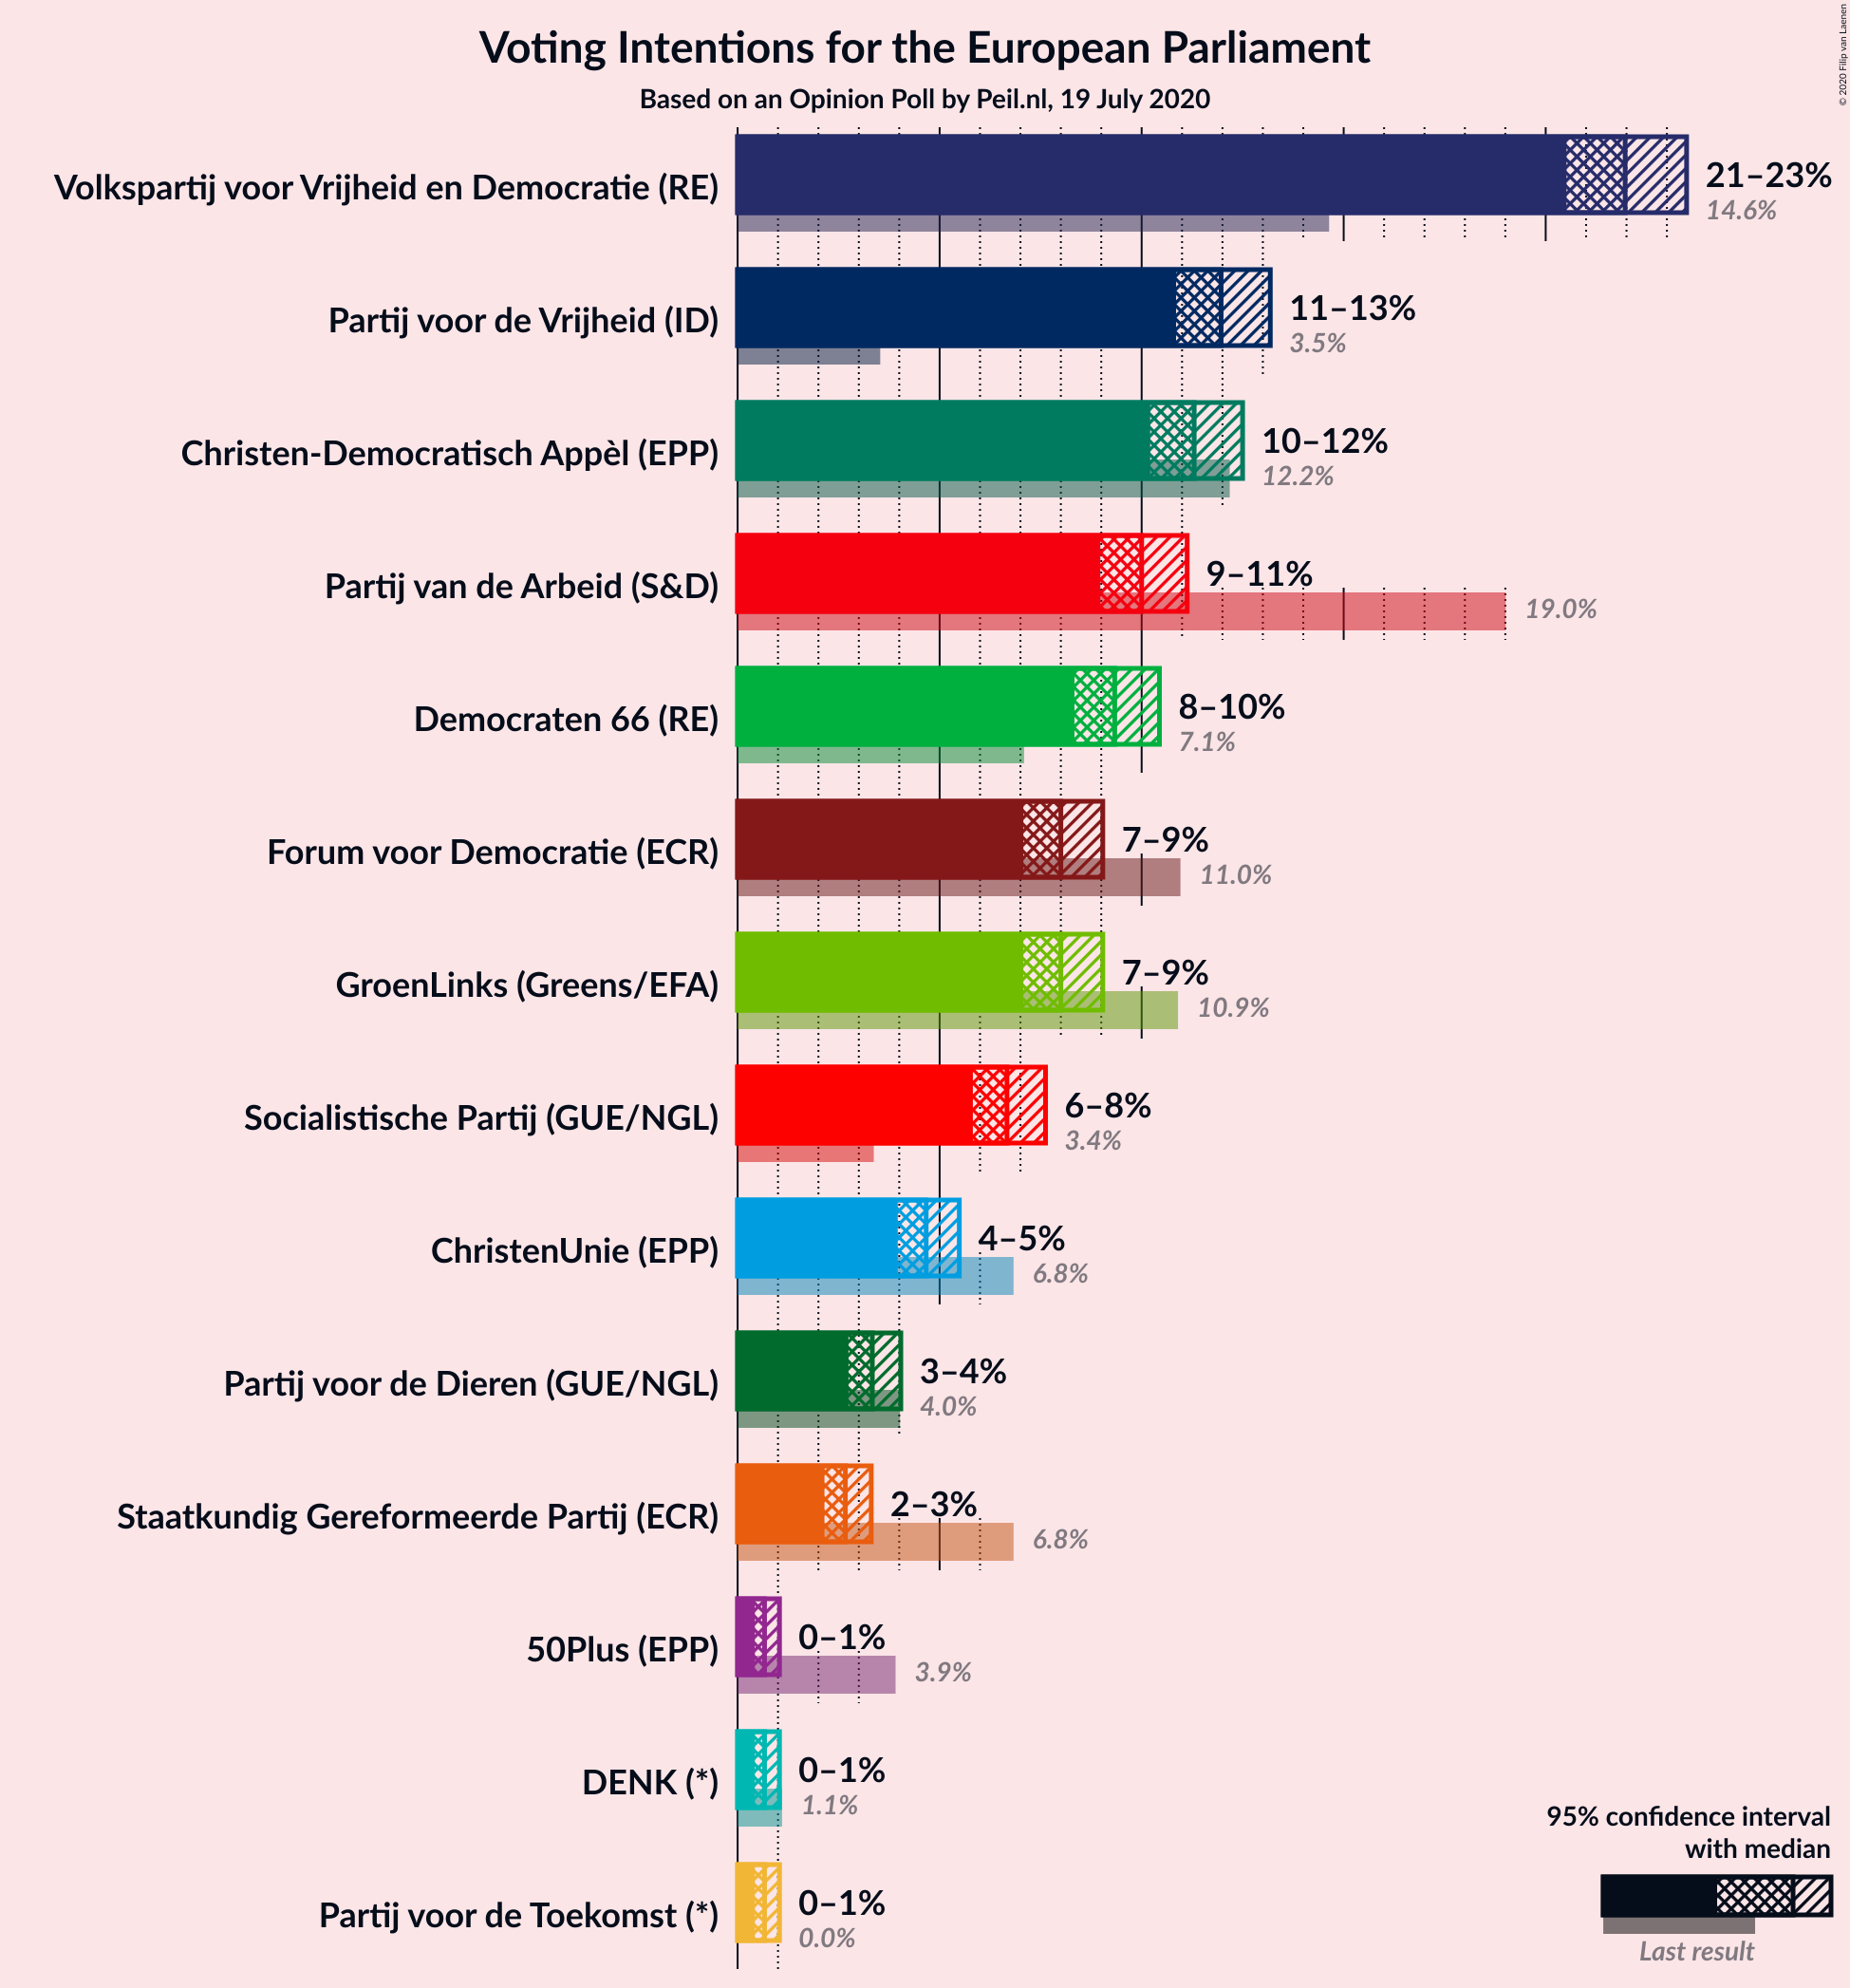 Voting Intentions for the European Parliament
Based on an Opinion Poll by Peil.nl, 19 July 2020
© 2020 Filip van Laenen
Volkspartij voor Vrijheid en Democratie (RE)
21–23%
14.6%
Partij voor de Vrijheid (ID)
11–13%
3.5%
Christen-Democratisch Appèl (EPP)
10–12%
12.2%
Partij van de Arbeid (S&D)
9–11%
19.0%
Democraten 66 (RE)
8–10%
7.1%
Forum voor Democratie (ECR)
7–9%
11.0%
GroenLinks (Greens/EFA)
7–9%
10.9%
Socialistische Partij (GUE/NGL)
6–8%
3.4%
ChristenUnie (EPP)
4–5%
6.8%
Partij voor de Dieren (GUE/NGL)
3–4%
4.0%
Staatkundig Gereformeerde Partij (ECR)
2–3%
6.8%
50Plus (EPP)
0–1%
3.9%
DENK (*)
0–1%
1.1%
Partij voor de Toekomst (*)
0–1%
0.0%
95% confidence interval
with median
Last result